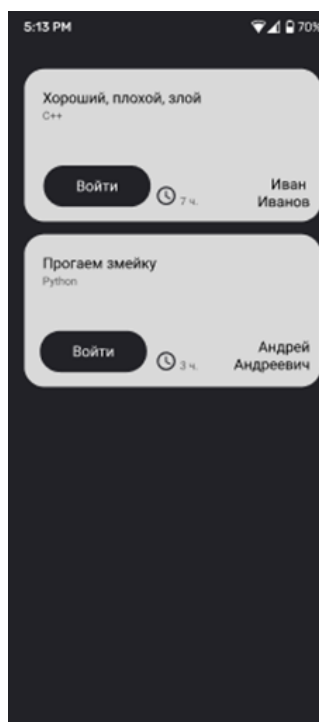 5:13 PM 70%
Хороший, плохой, злой
C++
Войти 7 ч. Иван
Иванов
Прогаем змейку
Python
Войти 3 ч. Андрей
Андреевич